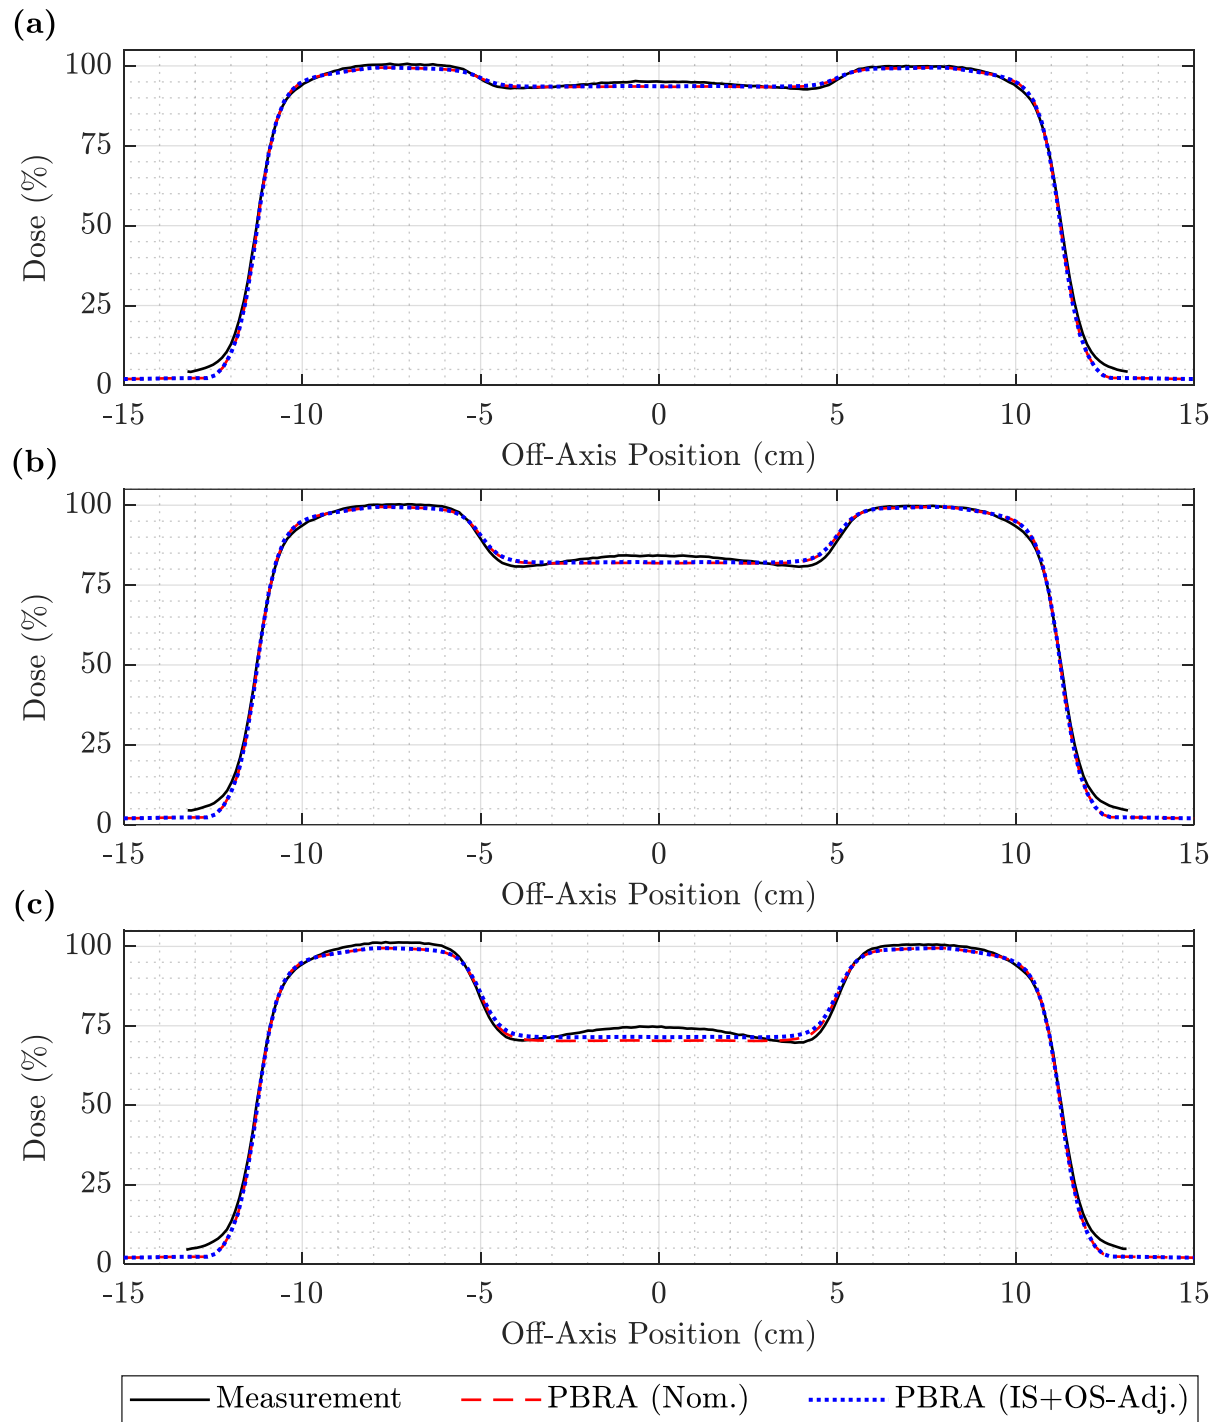 (a)
100
75
50
25
0
Dose (%)
-15 -10 -5 0 5 10 15
Off-Axis Position (cm)
(b)
100
75
50
25
0
Dose (%)
-15 -10 -5 0 5 10 15
Off-Axis Position (cm)
(c)
100
75
50
25
0
Dose (%)
-15 -10 -5 0 5 10 15
Off-Axis Position (cm)
Measurement PBRA (Nom.) PBRA (IS+OS-Adj.)